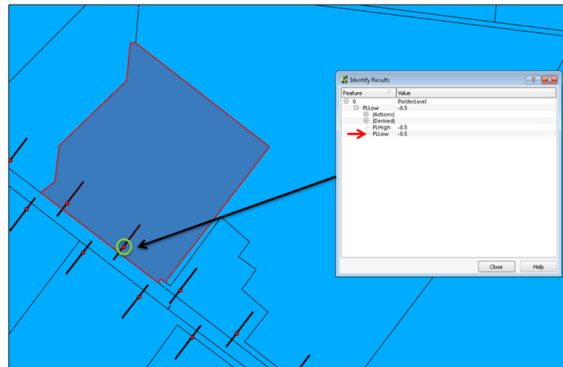 Identify Results
Feature / Value
0 PolderLevel
PLLow -0.5
(Actions)
(Derived)
PLHigh -0.5
PLLow -0.5
Close Help